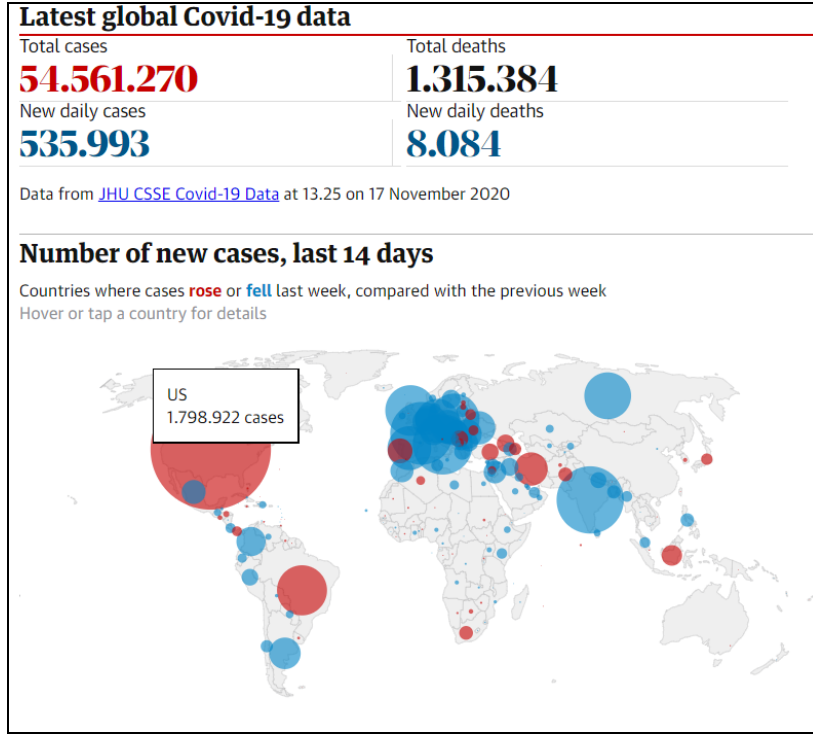 Latest global Covid-19 data
Total cases
54.561.270
Total deaths
1.315.384
New daily cases
535.993
New daily deaths
8.084
Data from JHU CSSE Covid-19 Data at 13.25 on 17 November 2020
Number of new cases, last 14 days
Countries where cases rose or fell last week, compared with the previous week
Hover or tap a country for details
US
1.798.922 cases